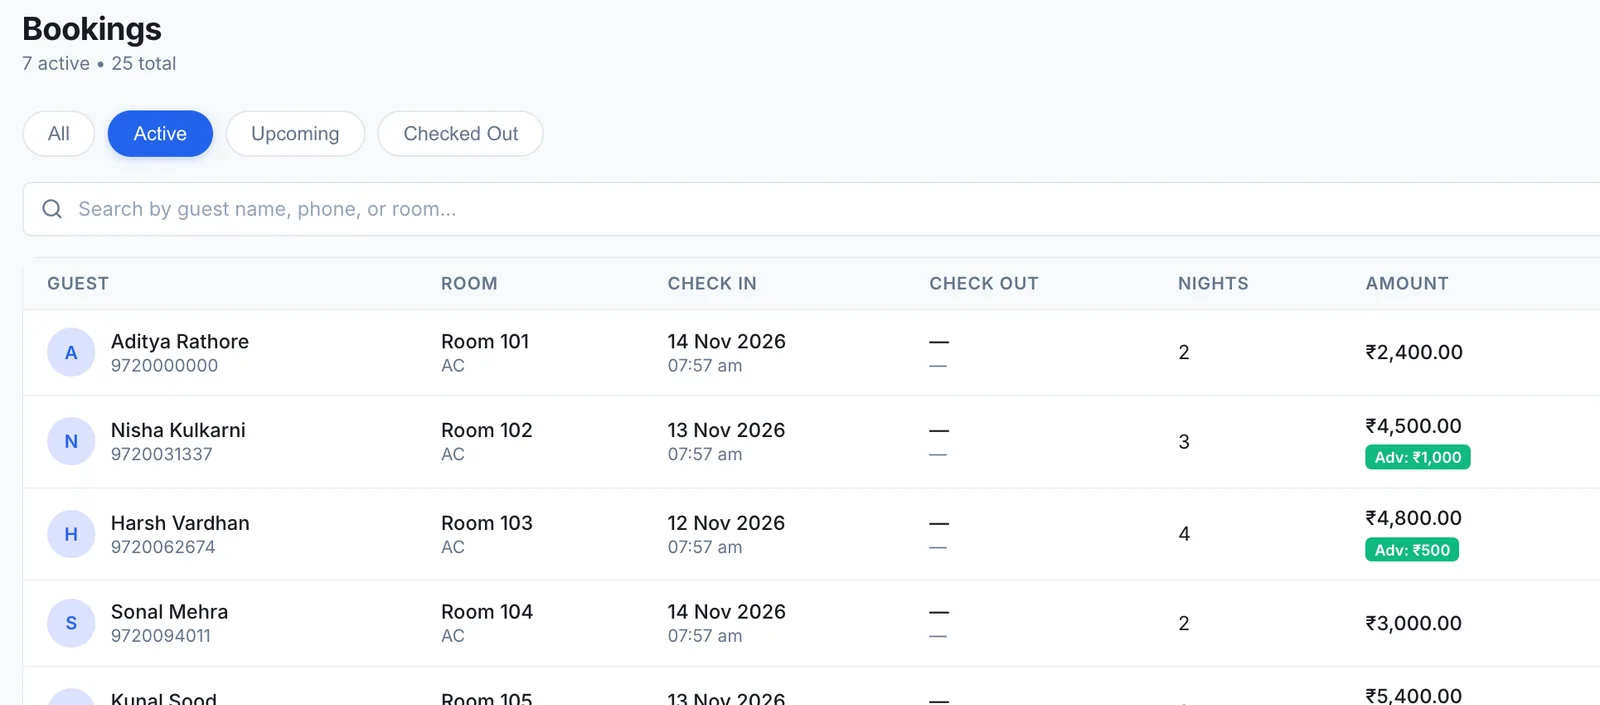 Bookings
7 active • 25 total
All Active Upcoming Checked Out
Search by guest name, phone, or room...
GUEST ROOM CHECK IN CHECK OUT NIGHTS AMOUNT
A Aditya Rathore Room 101 14 Nov 2026 — 2 ₹2,400.00
9720000000 AC 07:57 am —
N Nisha Kulkarni Room 102 13 Nov 2026 — 3 ₹4,500.00
9720031337 AC 07:57 am — Adv: ₹1,000
H Harsh Vardhan Room 103 12 Nov 2026 — 4 ₹4,800.00
9720062674 AC 07:57 am — Adv: ₹500
S Sonal Mehra Room 104 14 Nov 2026 — 2 ₹3,000.00
9720094011 AC 07:57 am —
Kunal Sood Room 105 13 Nov 2026 — ₹5,400.00